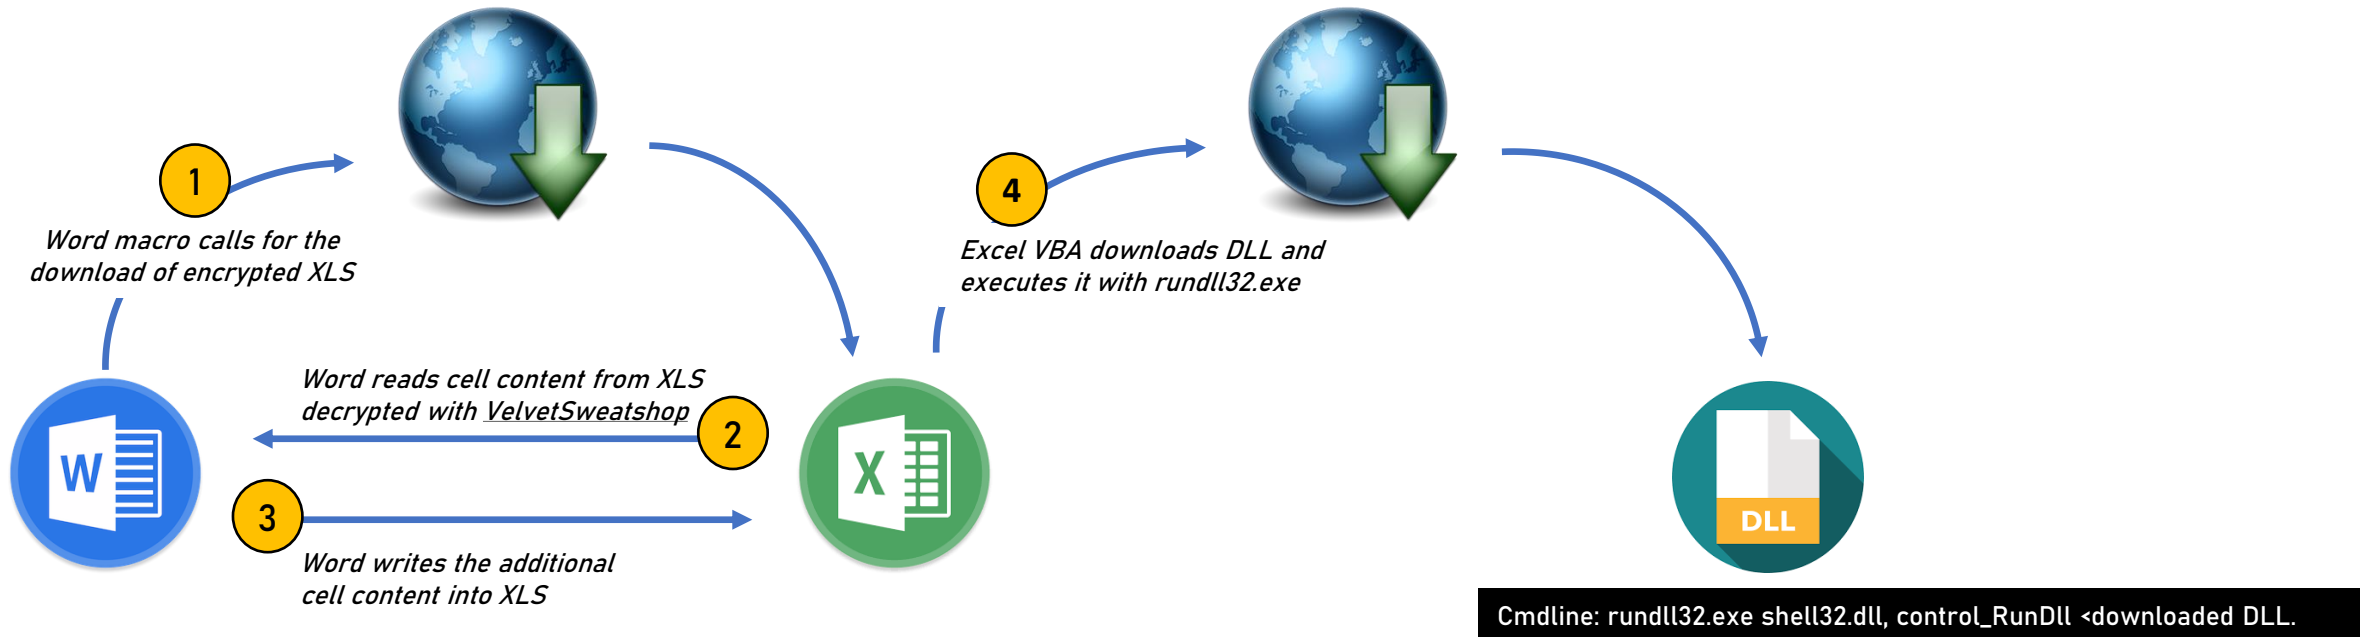 1
Word macro calls for the
download of encrypted XLS
Word reads cell content from XLS
decrypted with VelvetSweatshop
2
W
X
3
Word writes the additional
cell content into XLS
4
Excel VBA downloads DLL and
executes it with rundll32.exe
DLL
Cmdline: rundll32.exe shell32.dll, control_RunDll <downloaded DLL.